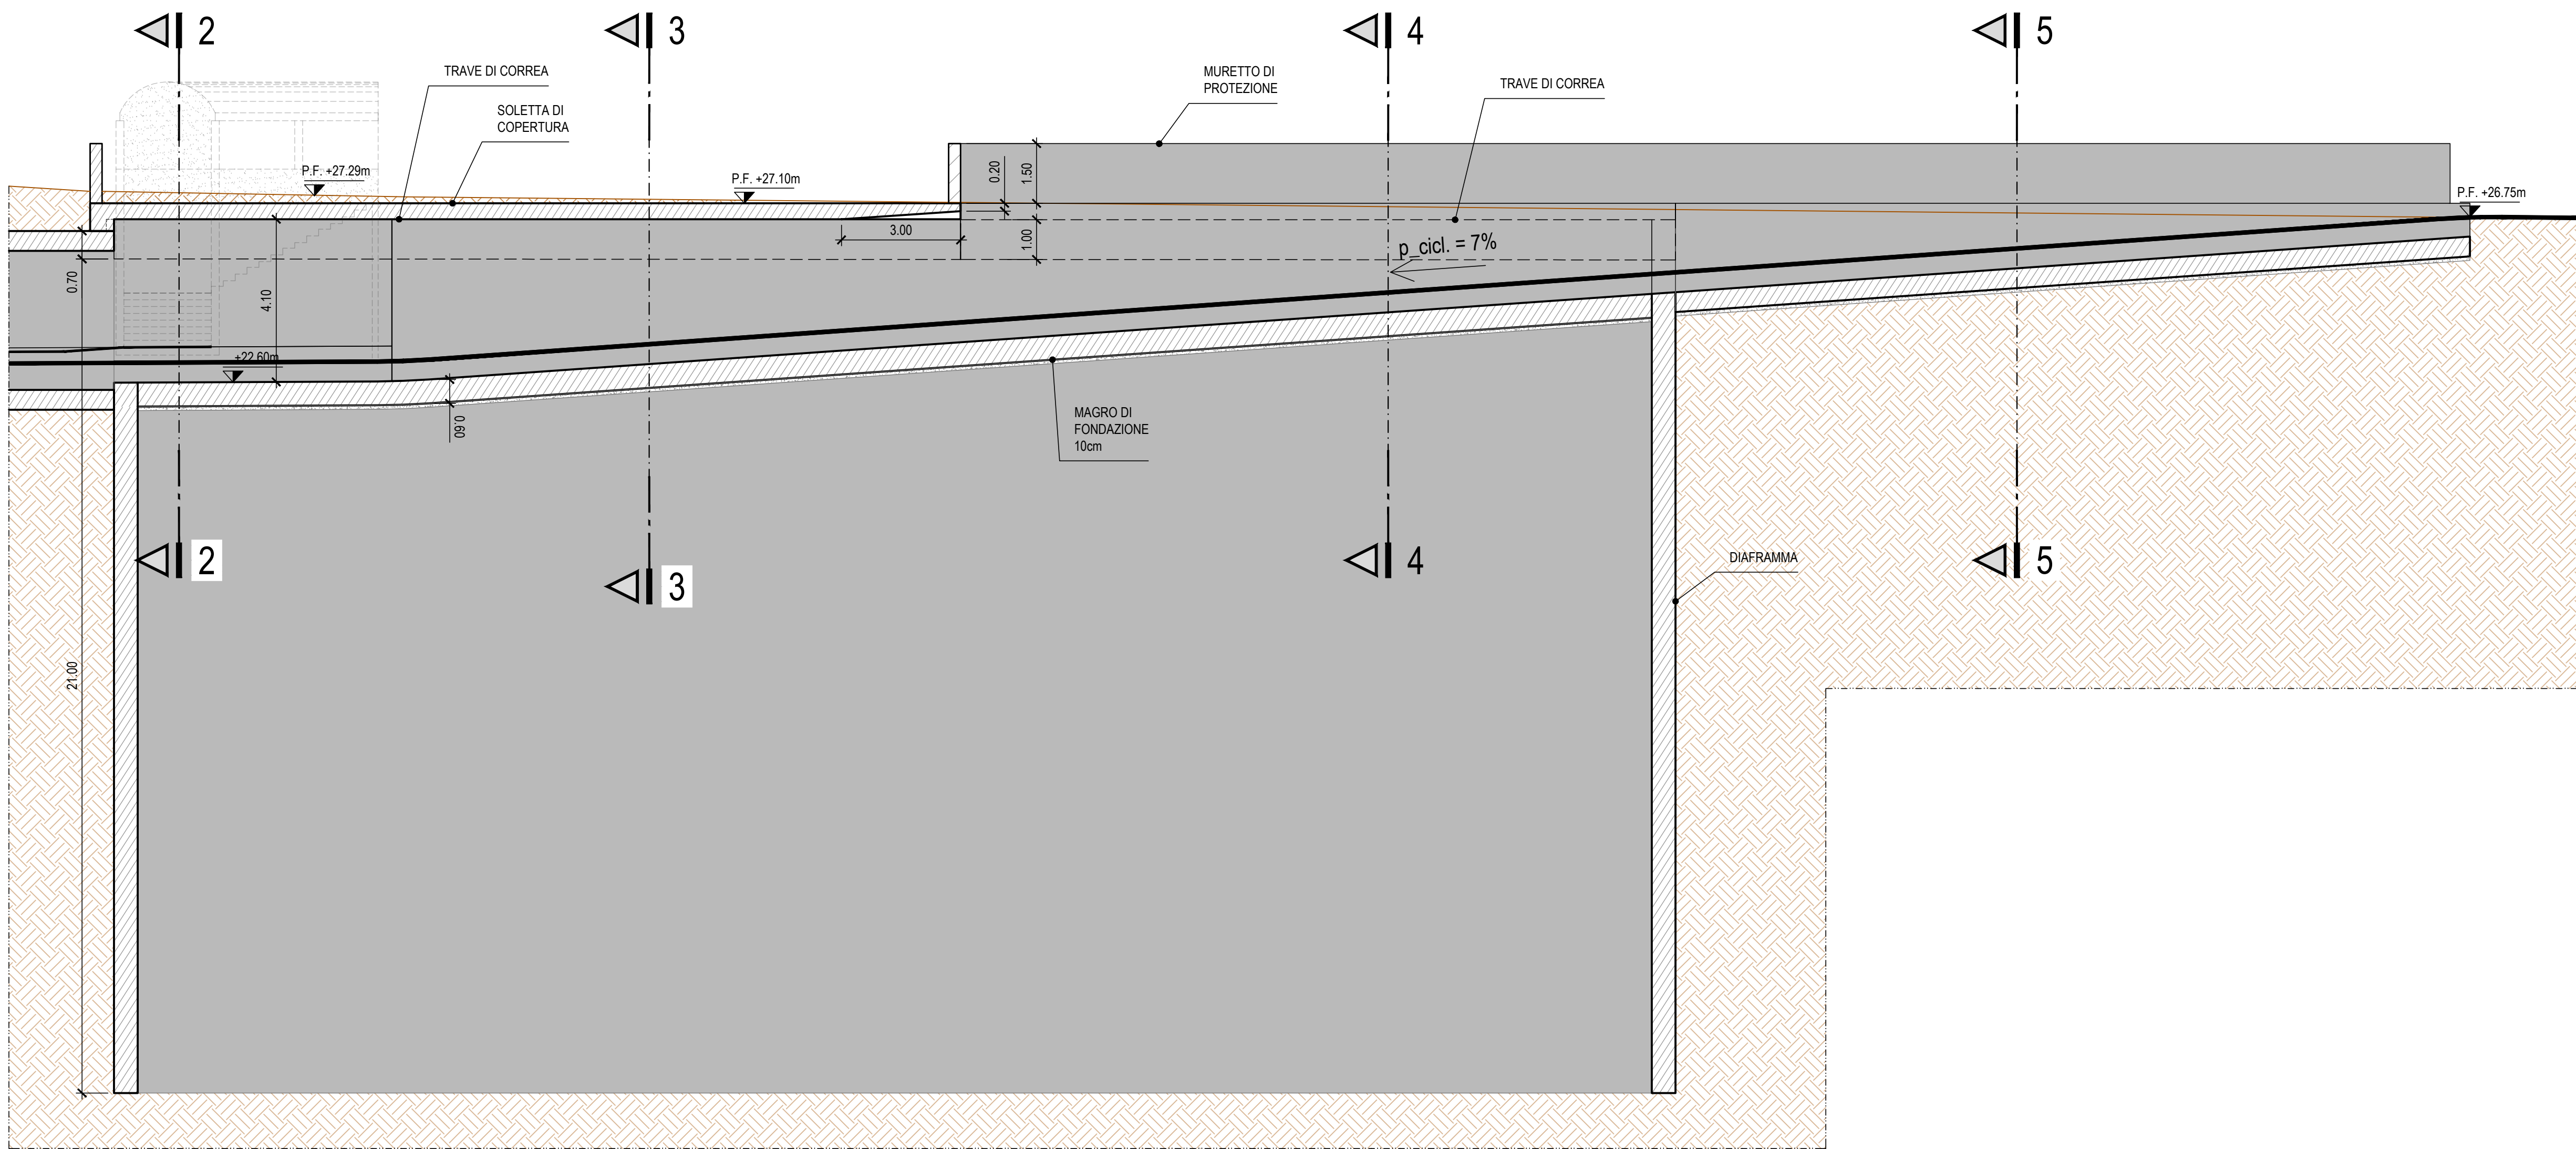 2
3
4
5
TRAVE DI CORREA
SOLETTA DI
COPERTURA
MURETTO DI
PROTEZIONE
TRAVE DI CORREA
P.F. +27.29m
P.F. +27.10m
0.20
1.50
P.F. +26.75m
3.00
1.00
p_cicl. = 7%
0.70
4.10
+22.60m
0.60
MAGRO DI
FONDAZIONE
10cm
2
3
4
5
DIAFRAMMA
21.00